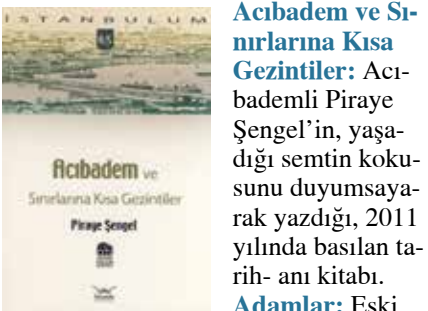 İSTANBULUM
65
Acıbadem ve
Sınırlarına Kısa Gezintiler
Piraye Şengel
Acıbadem ve Sı-
nırlarına Kısa
Gezintiler: Acı-
bademli Piraye
Şengel’in, yaşa-
dığı semtin koku-
sunu duyumsaya-
rak yazdığı, 2011
yılında basılan ta-
rih- anı kitabı.
Adamlar: Eski